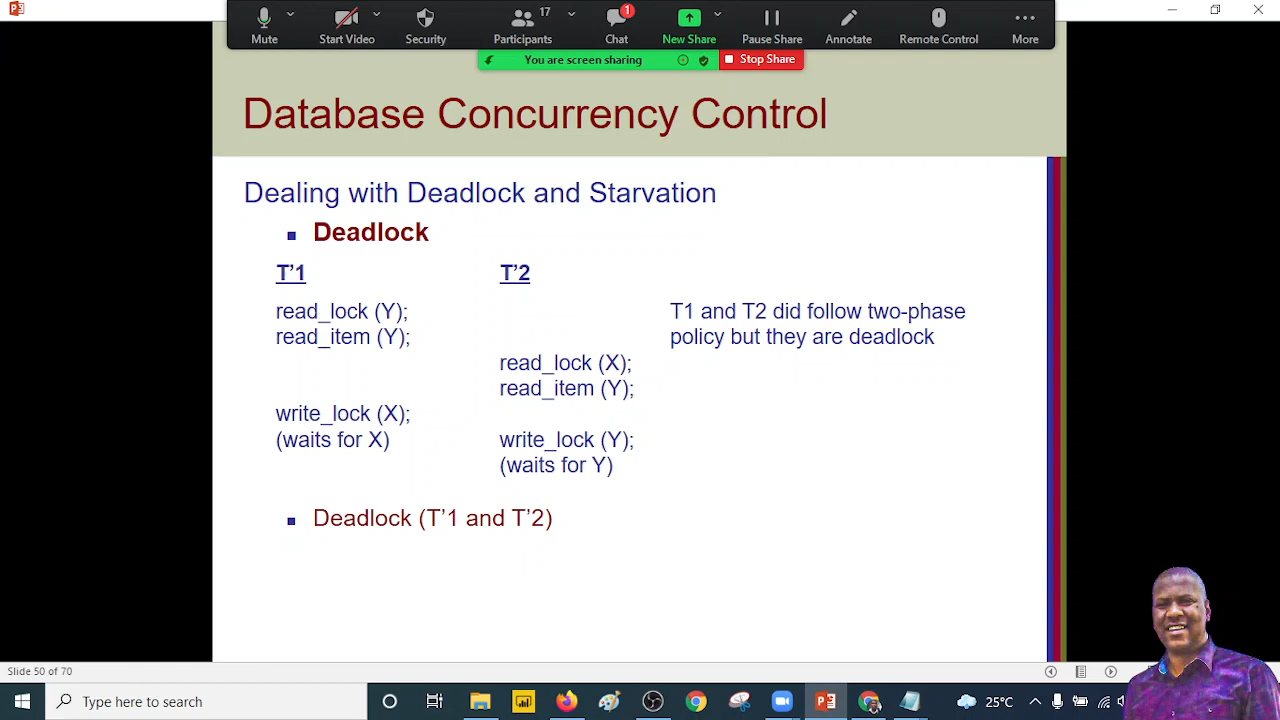 17
1
Mute
Start Video
Security
Participants
Chat
New Share
Pause Share
Annotate
Remote Control
More
You are screen sharing
Stop Share
Database Concurrency Control
Dealing with Deadlock and Starvation
Deadlock
T'1 T'2
read_lock (Y); T1 and T2 did follow two-phase
read_item (Y); policy but they are deadlock
read_lock (X);
read_item (Y);
write_lock (X);
(waits for X) write_lock (Y);
(waits for Y)
Deadlock (T'1 and T'2)
Slide 50 of 70
Type here to search
25°C